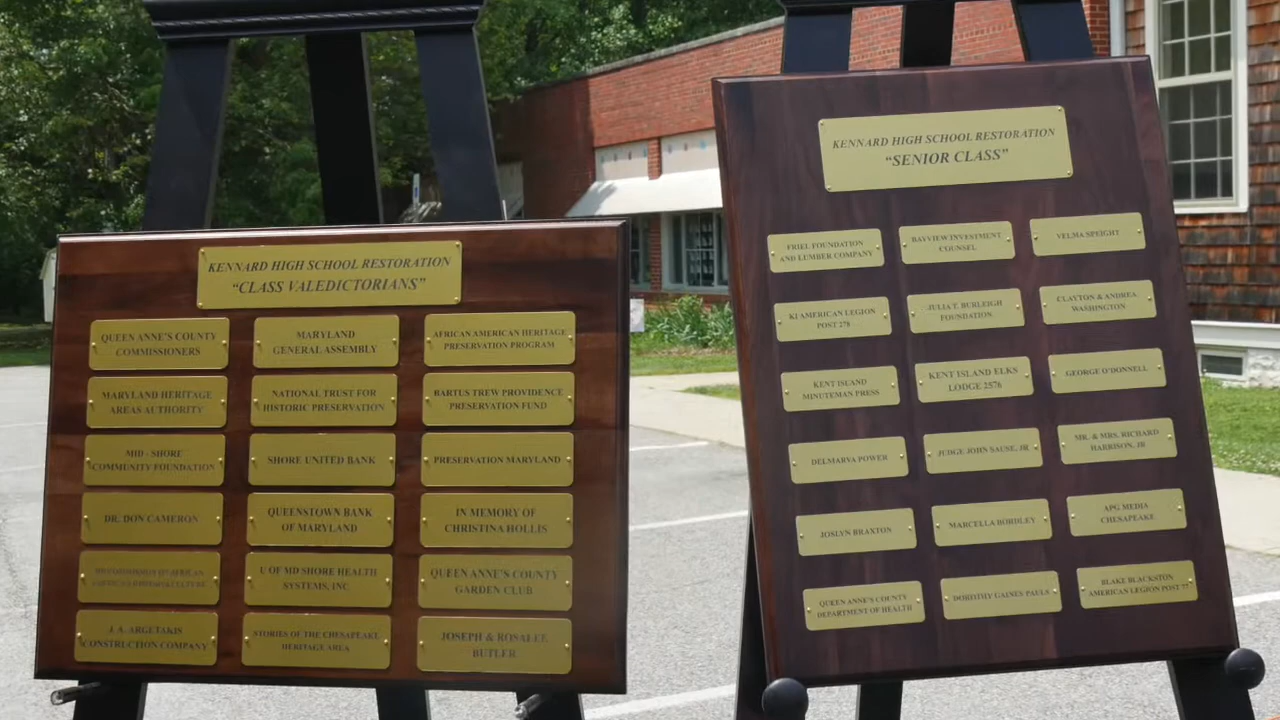 KENNARD HIGH SCHOOL RESTORATION
"CLASS VALEDICTORIANS"
QUEEN ANNE'S COUNTY
COMMISSIONERS
MARYLAND
GENERAL ASSEMBLY
AFRICAN AMERICAN HERITAGE
PRESERVATION PROGRAM
MARYLAND HERITAGE
AREAS AUTHORITY
NATIONAL TRUST FOR
HISTORIC PRESERVATION
BARTUS TREW PROVIDENCE
PRESERVATION FUND
MID - SHORE
COMMUNITY FOUNDATION
SHORE UNITED BANK
PRESERVATION MARYLAND
DR. DON CAMERON
QUEENSTOWN BANK
OF MARYLAND
IN MEMORY OF
CHRISTINA HOLLIS
U OF MD SHORE HEALTH
SYSTEMS, INC
QUEEN ANNE'S COUNTY
GARDEN CLUB
J. A. ARGETAKIS
CONSTRUCTION COMPANY
STORIES OF THE CHESAPEAKE
HERITAGE AREA
JOSEPH & ROSALEE
BUTLER
KENNARD HIGH SCHOOL RESTORATION
"SENIOR CLASS"
FRIEL FOUNDATION
AND LUMBER COMPANY
BAYVIEW INVESTMENT
COUNSEL
VELMA SPEIGHT
KI AMERICAN LEGION
POST 278
JULIA T. BURLEIGH
FOUNDATION
CLAYTON & ANDREA
WASHINGTON
KENT ISLAND
MINUTEMAN PRESS
KENT ISLAND ELKS
LODGE 2576
GEORGE O'DONNELL
DELMARVA POWER
JUDGE JOHN SAUSE, JR
MR. & MRS. RICHARD
HARRISON, JR
JOSLYN BRAXTON
MARCELLA BORDLEY
APG MEDIA
CHESAPEAKE
QUEEN ANNE'S COUNTY
DEPARTMENT OF HEALTH
DOROTHY GAINES PAULS
BLAKE BLACKSTON
AMERICAN LEGION POST 77